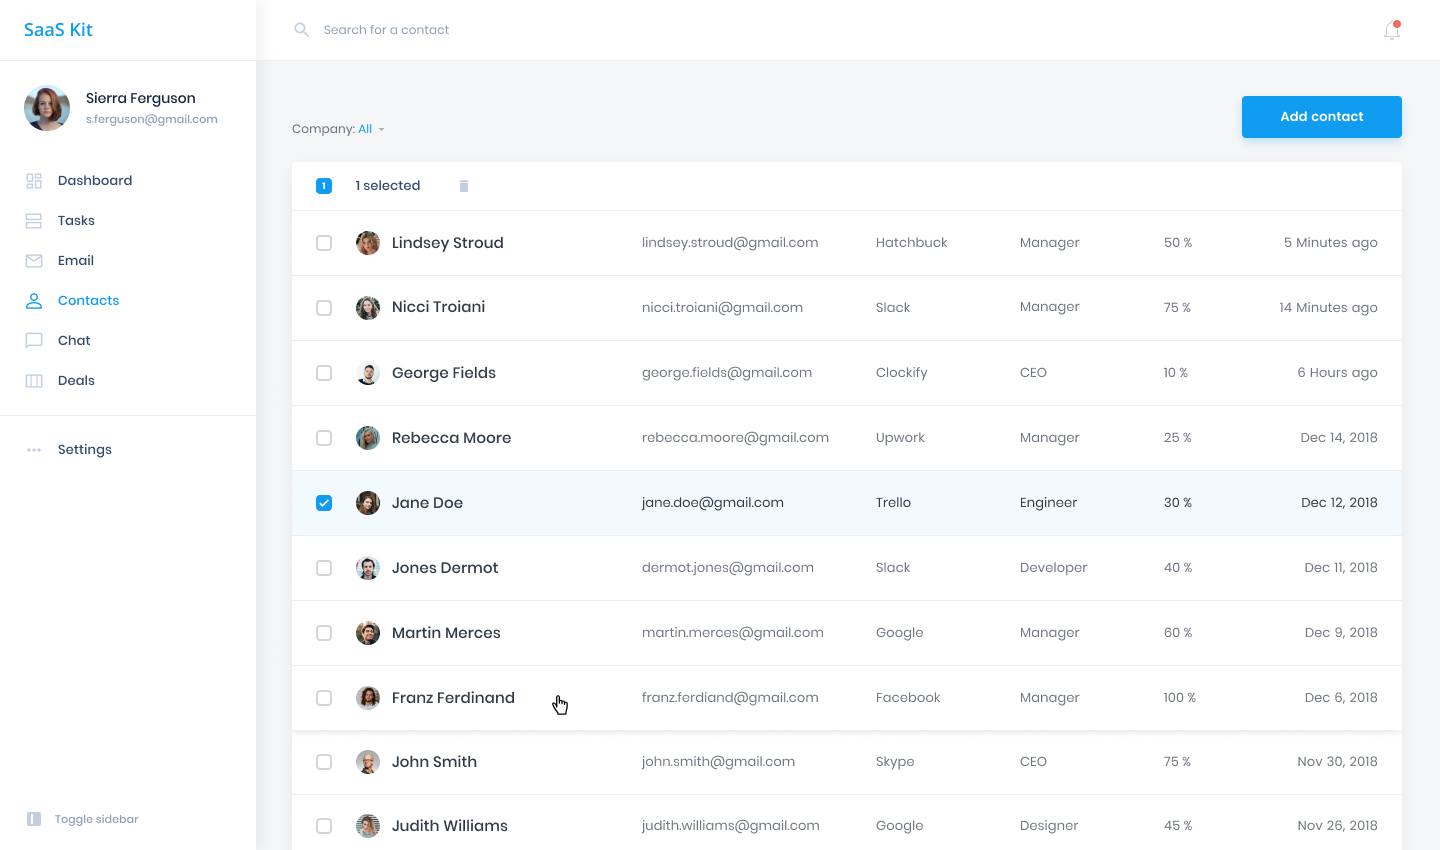 SaaS Kit
Search for a contact
Sierra Ferguson
s.ferguson@gmail.com
Dashboard
Tasks
Email
Contacts
Chat
Deals
Settings
Toggle sidebar
Company: All
Add contact
1 1 selected
Lindsey Stroud lindsey.stroud@gmail.com Hatchbuck Manager 50 % 5 Minutes ago
Nicci Troiani nicci.troiani@gmail.com Slack Manager 75 % 14 Minutes ago
George Fields george.fields@gmail.com Clockify CEO 10 % 6 Hours ago
Rebecca Moore rebecca.moore@gmail.com Upwork Manager 25 % Dec 14, 2018
Jane Doe jane.doe@gmail.com Trello Engineer 30 % Dec 12, 2018
Jones Dermot dermot.jones@gmail.com Slack Developer 40 % Dec 11, 2018
Martin Merces martin.merces@gmail.com Google Manager 60 % Dec 9, 2018
Franz Ferdinand franz.ferdiand@gmail.com Facebook Manager 100 % Dec 6, 2018
John Smith john.smith@gmail.com Skype CEO 75 % Nov 30, 2018
Judith Williams judith.williams@gmail.com Google Designer 45 % Nov 26, 2018